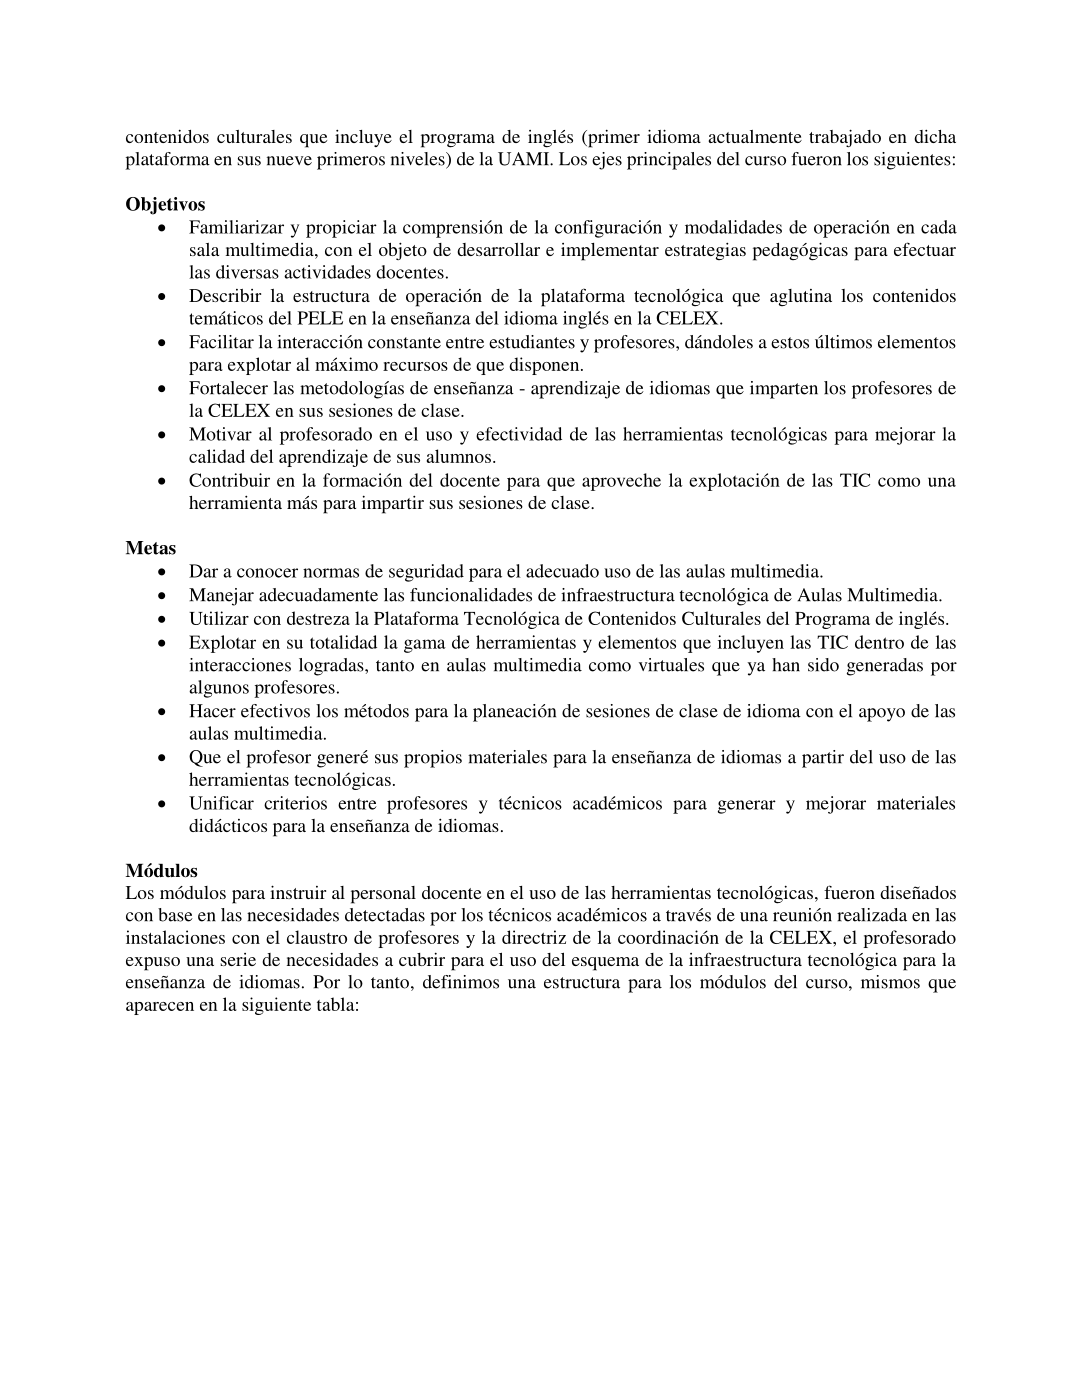 contenidos culturales que incluye el programa de inglés (primer idioma actualmente trabajado en dicha
plataforma en sus nueve primeros niveles) de la UAMI. Los ejes principales del curso fueron los siguientes:
Objetivos
• Familiarizar y propiciar la comprensión de la configuración y modalidades de operación en cada
sala multimedia, con el objeto de desarrollar e implementar estrategias pedagógicas para efectuar
las diversas actividades docentes.
• Describir la estructura de operación de la plataforma tecnológica que aglutina los contenidos
temáticos del PELE en la enseñanza del idioma inglés en la CELEX.
• Facilitar la interacción constante entre estudiantes y profesores, dándoles a estos últimos elementos
para explotar al máximo recursos de que disponen.
• Fortalecer las metodologías de enseñanza - aprendizaje de idiomas que imparten los profesores de
la CELEX en sus sesiones de clase.
• Motivar al profesorado en el uso y efectividad de las herramientas tecnológicas para mejorar la
calidad del aprendizaje de sus alumnos.
• Contribuir en la formación del docente para que aproveche la explotación de las TIC como una
herramienta más para impartir sus sesiones de clase.
Metas
• Dar a conocer normas de seguridad para el adecuado uso de las aulas multimedia.
• Manejar adecuadamente las funcionalidades de infraestructura tecnológica de Aulas Multimedia.
• Utilizar con destreza la Plataforma Tecnológica de Contenidos Culturales del Programa de inglés.
• Explotar en su totalidad la gama de herramientas y elementos que incluyen las TIC dentro de las
interacciones logradas, tanto en aulas multimedia como virtuales que ya han sido generadas por
algunos profesores.
• Hacer efectivos los métodos para la planeación de sesiones de clase de idioma con el apoyo de las
aulas multimedia.
• Que el profesor generé sus propios materiales para la enseñanza de idiomas a partir del uso de las
herramientas tecnológicas.
• Unificar criterios entre profesores y técnicos académicos para generar y mejorar materiales
didácticos para la enseñanza de idiomas.
Módulos
Los módulos para instruir al personal docente en el uso de las herramientas tecnológicas, fueron diseñados
con base en las necesidades detectadas por los técnicos académicos a través de una reunión realizada en las
instalaciones con el claustro de profesores y la directriz de la coordinación de la CELEX, el profesorado
expuso una serie de necesidades a cubrir para el uso del esquema de la infraestructura tecnológica para la
enseñanza de idiomas. Por lo tanto, definimos una estructura para los módulos del curso, mismos que
aparecen en la siguiente tabla: